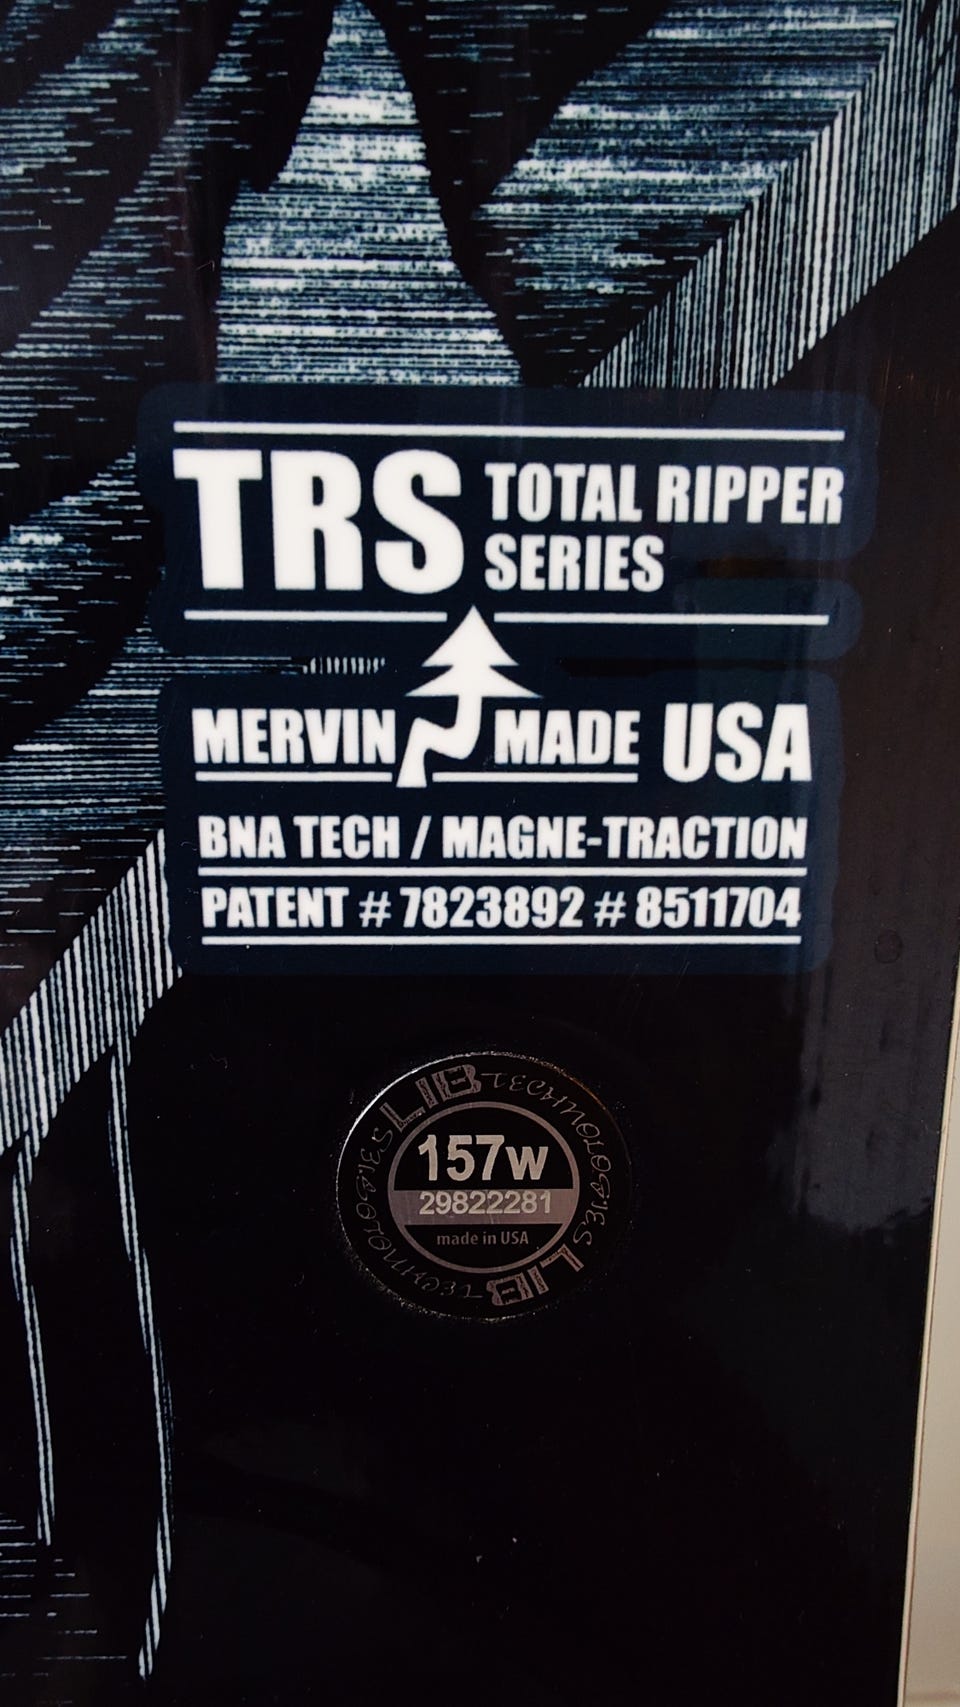 TRS TOTAL RIPPER
SERIES
MERVIN MADE USA
BNA TECH / MAGNE-TRACTION
PATENT # 7823892 # 8511704
LIB TECHNOLOGIES
157w
29822281
made in USA
LIB TECHNOLOGIES